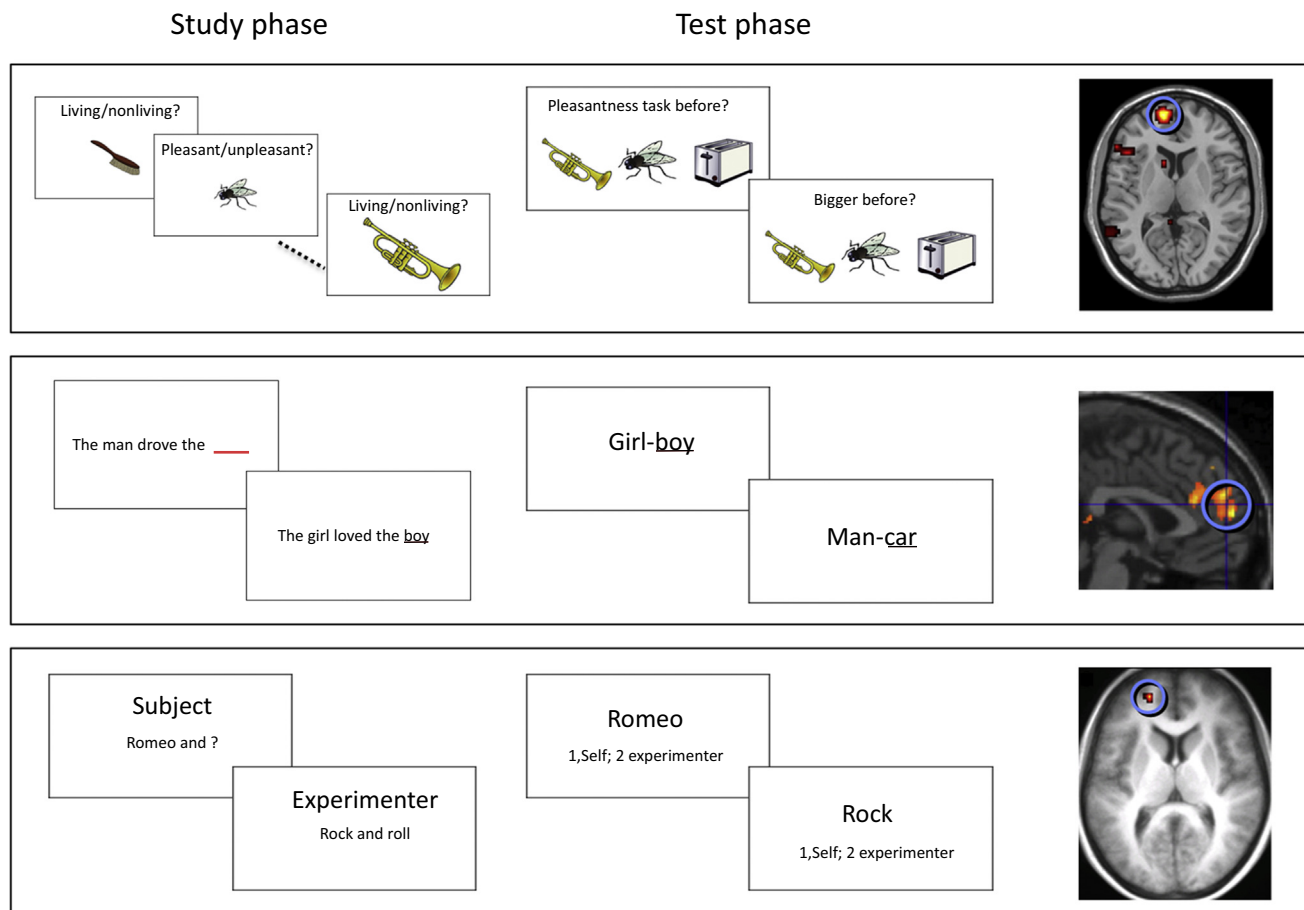 Study phase
Test phase
Living/nonliving?
Pleasant/unpleasant?
Living/nonliving?
Pleasantness task before?
Bigger before?
The man drove the ____
The girl loved the boy
Girl-boy
Man-car
Subject
Romeo and ?
Experimenter
Rock and roll
Romeo
1,Self; 2 experimenter
Rock
1,Self; 2 experimenter